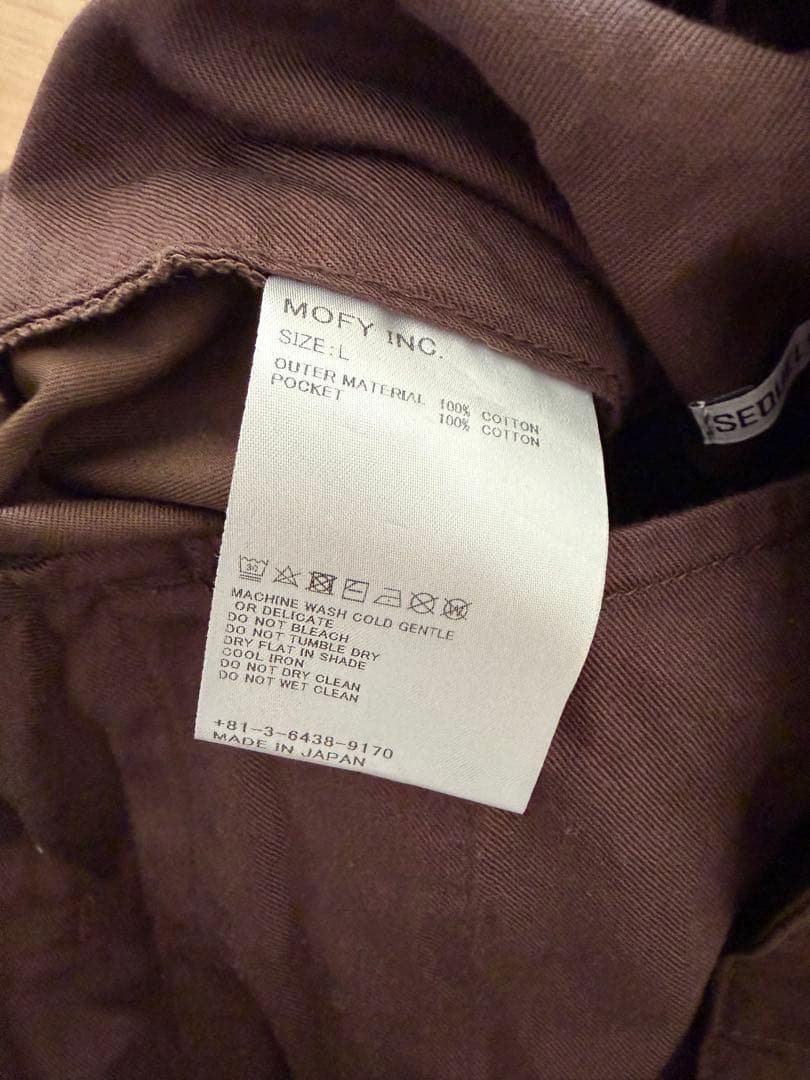 MOFY INC.
SIZE:L
OUTER MATERIAL 100% COTTON
POCKET 100% COTTON
30
W
MACHINE WASH COLD GENTLE
OR DELICATE
DO NOT BLEACH
DO NOT TUMBLE DRY
DRY FLAT IN SHADE
COOL IRON
DO NOT DRY CLEAN
DO NOT WET CLEAN
+81-3-6438-9170
MADE IN JAPAN